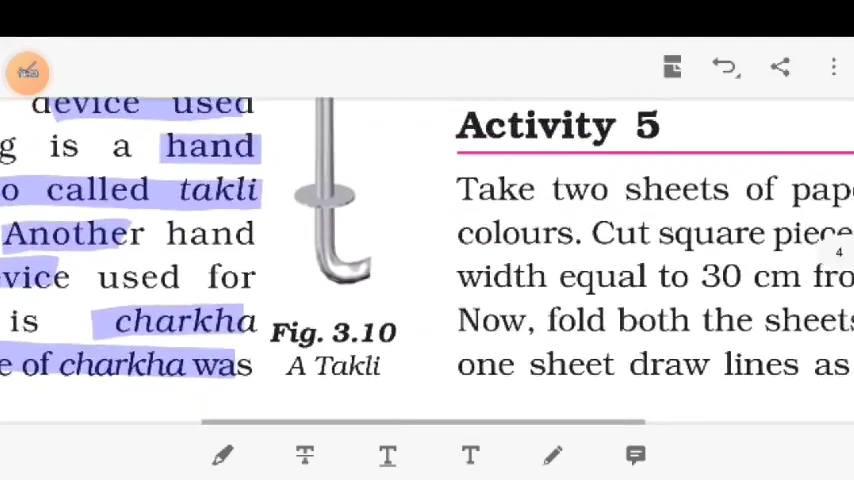 device used
g is a hand
o called takli
Another hand
vice used for
is charkha
e of charkha was
Fig. 3.10
A Takli
Activity 5
Take two sheets of pap
colours. Cut square piece
width equal to 30 cm fro
Now, fold both the sheets
one sheet draw lines as
4